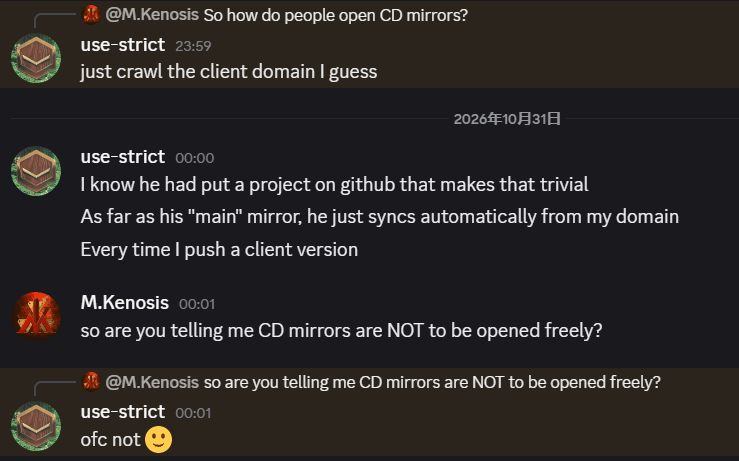 @M.Kenosis So how do people open CD mirrors?
use-strict 23:59
just crawl the client domain I guess
2026年10月31日
use-strict 00:00
I know he had put a project on github that makes that trivial
As far as his "main" mirror, he just syncs automatically from my domain
Every time I push a client version
M.Kenosis 00:01
so are you telling me CD mirrors are NOT to be opened freely?
@M.Kenosis so are you telling me CD mirrors are NOT to be opened freely?
use-strict 00:01
ofc not 🙂